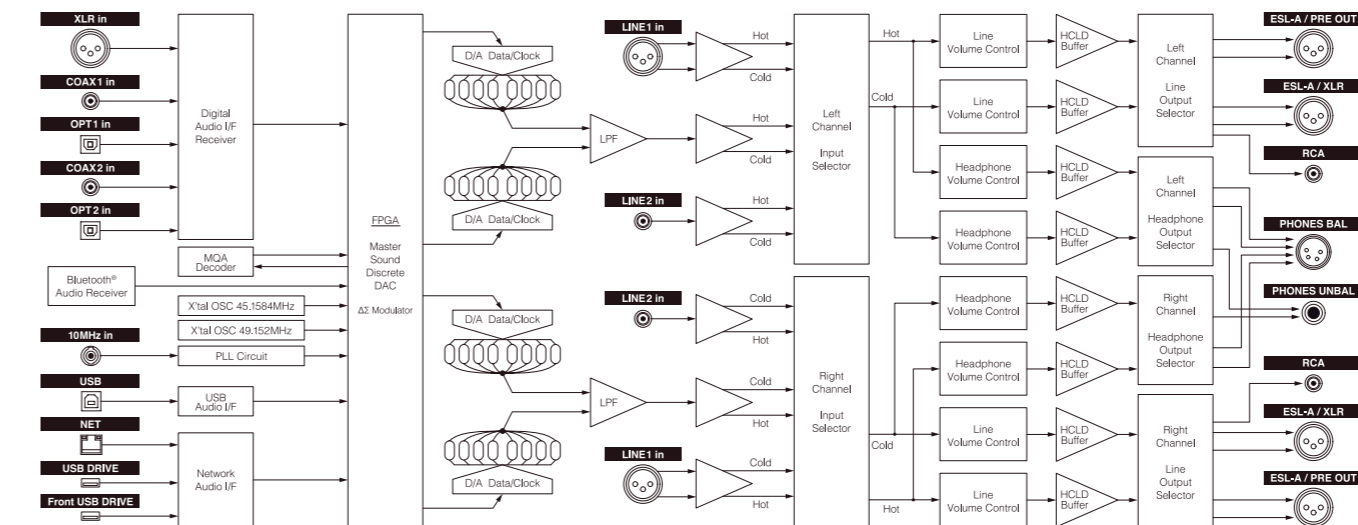 XLR in
COAX1 in
OPT1 in
COAX2 in
OPT2 in
Digital
Audio I/F
Receiver
MQA
Decoder
Bluetooth®
Audio Receiver
X'tal OSC 45.1584MHz
X'tal OSC 49.152MHz
10MHz in
PLL Circuit
USB
USB
Audio I/F
NET
USB DRIVE
Front USB DRIVE
Network
Audio I/F
FPGA
Master
Sound
Discrete
DAC
ΔΣ Modulator
D/A Data/Clock
D/A Data/Clock
D/A Data/Clock
D/A Data/Clock
LPF
LPF
LINE1 in
Hot
Cold
Hot
Cold
LINE2 in
Hot
Cold
LINE2 in
Cold
Hot
Cold
Hot
LINE1 in
Cold
Hot
Left
Channel
Input
Selector
Right
Channel
Input
Selector
Hot
Cold
Cold
Hot
Line
Volume Control
Line
Volume Control
Headphone
Volume Control
Headphone
Volume Control
Headphone
Volume Control
Headphone
Volume Control
Line
Volume Control
Line
Volume Control
HCLD
Buffer
HCLD
Buffer
HCLD
Buffer
HCLD
Buffer
HCLD
Buffer
HCLD
Buffer
HCLD
Buffer
HCLD
Buffer
Left
Channel
Line
Output
Selector
Left
Channel
Headphone
Output
Selector
Right
Channel
Headphone
Output
Selector
Right
Channel
Line
Output
Selector
ESL-A / PRE OUT
ESL-A / XLR
RCA
PHONES BAL
PHONES UNBAL
RCA
ESL-A / XLR
ESL-A / PRE OUT